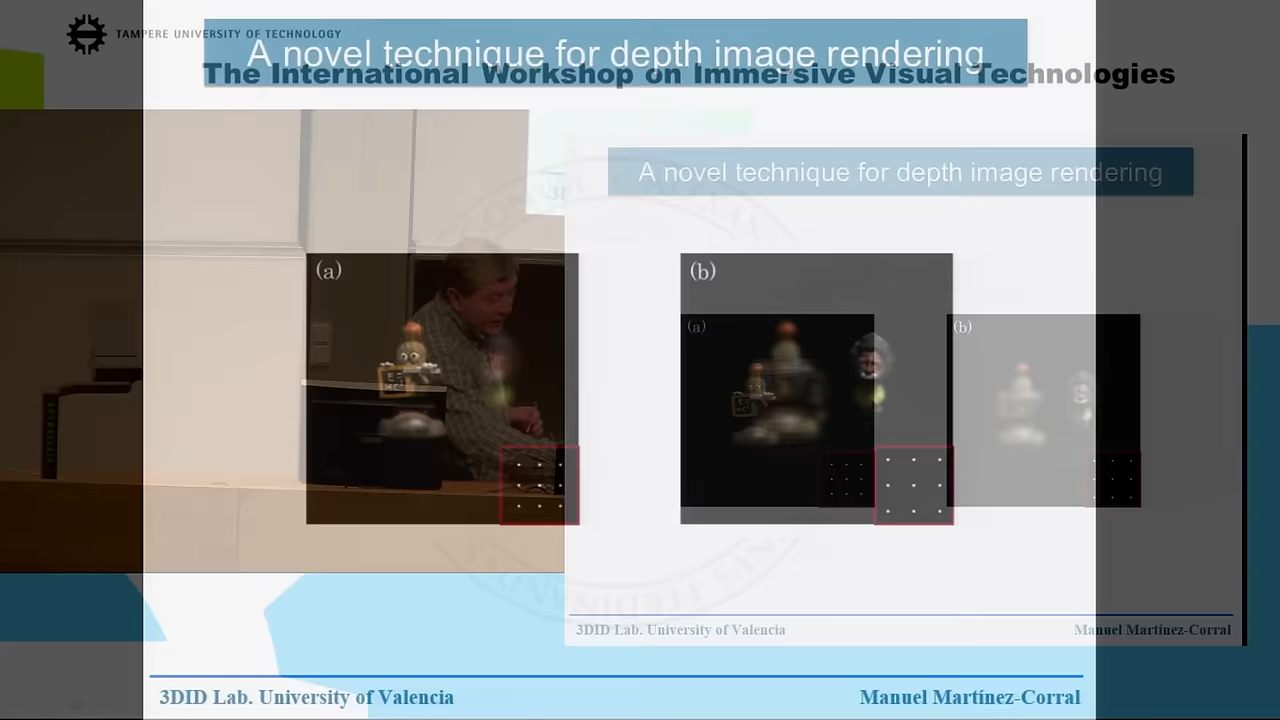 TAMPERE UNIVERSITY OF TECHNOLOGY
A novel technique for depth image rendering
The International Workshop on Immersive Visual Technologies
A novel technique for depth image rendering
(a)
(b)
(a)
(b)
3DID Lab. University of Valencia
Manuel Martínez-Corral
3DID Lab. University of Valencia
Manuel Martínez-Corral